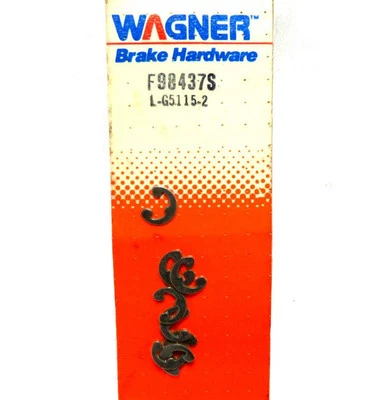 WAGNER™
Brake Hardware
F98437S
L-G5115-2